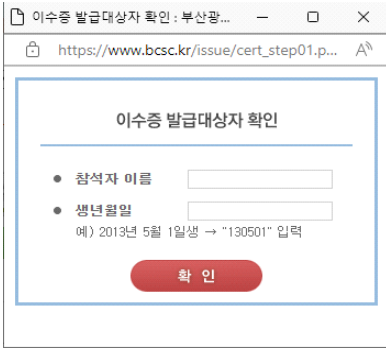 이수증 발급대상자 확인 : 부산광...
https://www.bcsc.kr/issue/cert_step01.p...
이수증 발급대상자 확인
참석자 이름
생년월일
예) 2013년 5월 1일생 → "130501" 입력
확 인